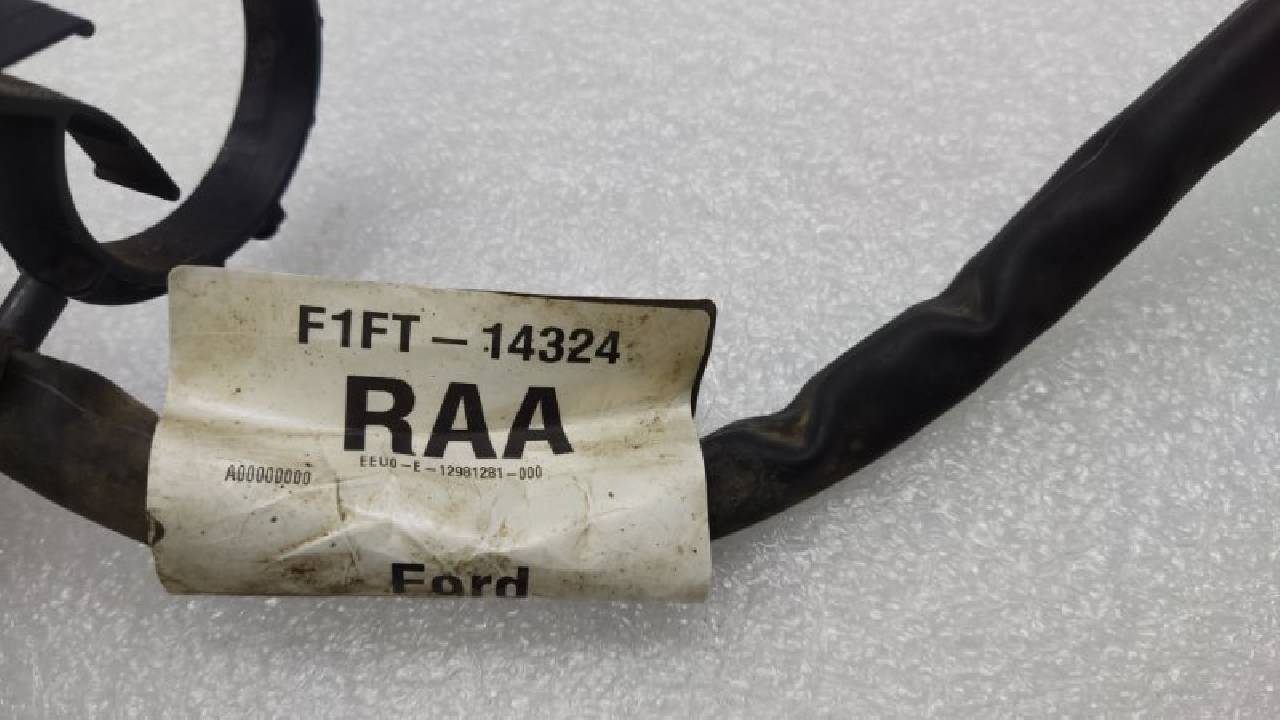 F1FT-14324
RAA
EEU0-E-12981281-000
A00000000
Ford